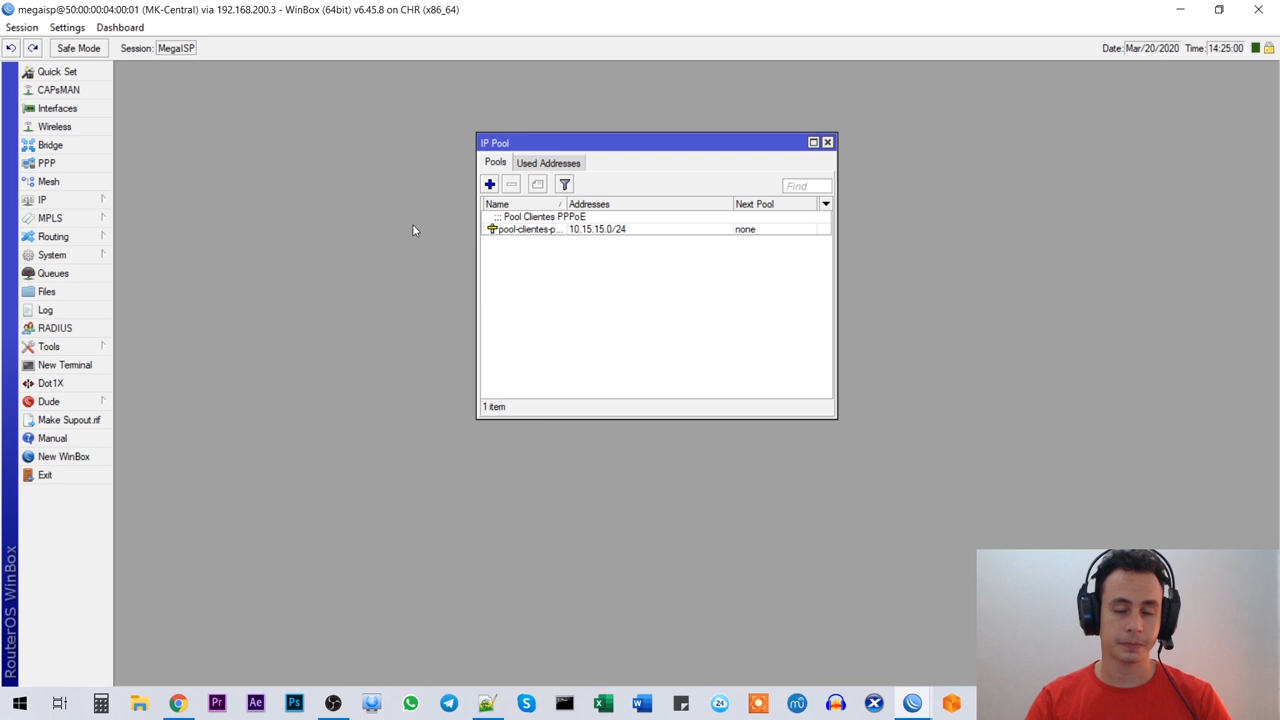 megaisp@50:00:00:04:00:01 (MK-Central) via 192.168.200.3 - WinBox (64bit) v6.45.8 on CHR (x86_64)
Session Settings Dashboard
Safe Mode Session: MegaISP Date: Mar/20/2020 Time: 14:25:00
Quick Set
CAPsMAN
Interfaces
Wireless
Bridge
PPP
Mesh
IP
MPLS
Routing
System
Queues
Files
Log
RADIUS
Tools
New Terminal
Dot1X
Dude
Make Supout.rif
Manual
New WinBox
Exit
RouterOS WinBox
IP Pool
Pools Used Addresses
Find
Name Addresses Next Pool
;;; Pool Clientes PPPoE
pool-clientes-p... 10.15.15.0/24 none
1 item
Pr Ae Ps 24